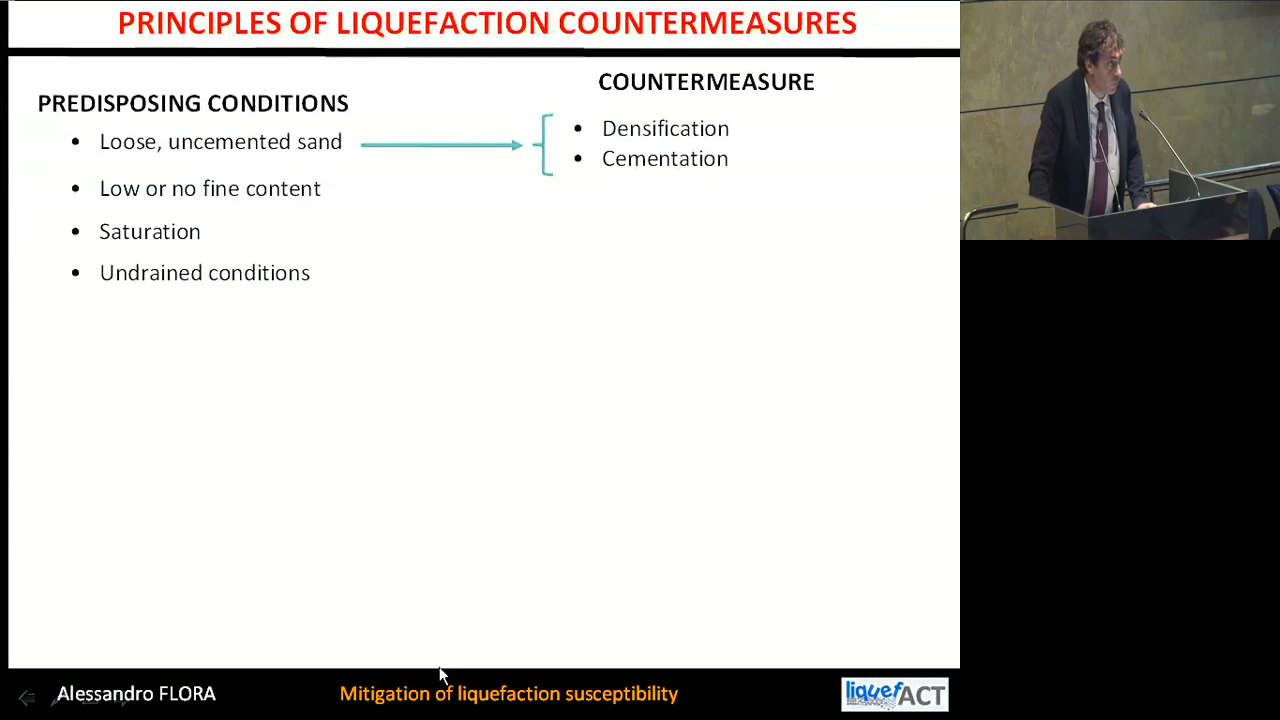 PRINCIPLES OF LIQUEFACTION COUNTERMEASURES
COUNTERMEASURE
PREDISPOSING CONDITIONS
• Loose, uncemented sand
• Densification
• Cementation
• Low or no fine content
• Saturation
• Undrained conditions
Alessandro FLORA
Mitigation of liquefaction susceptibility
liquefACT